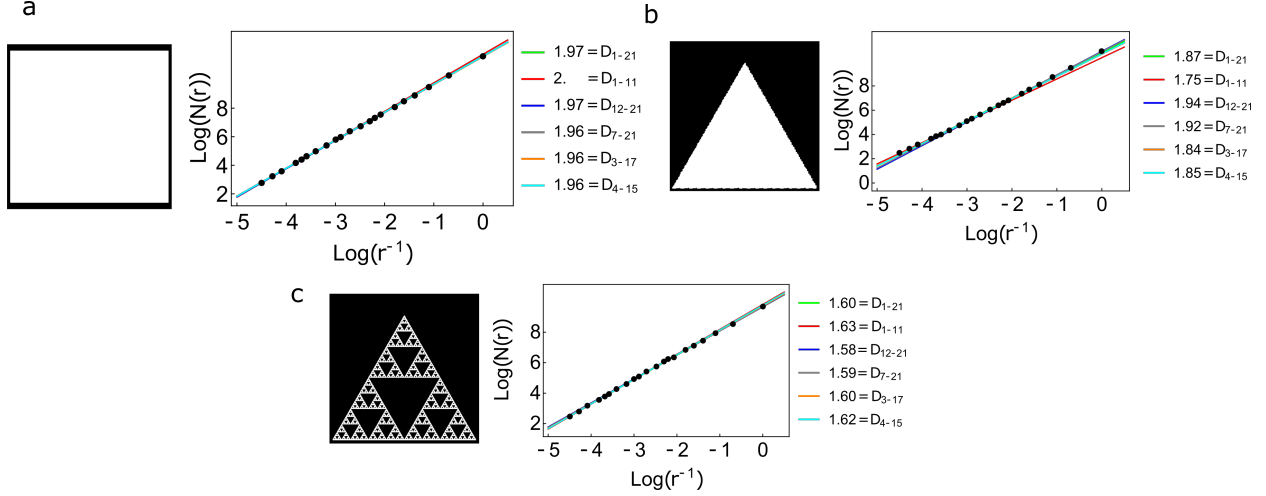 a
Log(N(r))
8
6
4
2
-5 -4 -3 -2 -1 0
Log(r⁻¹)
1.97=D₁₋₂₁
2. =D₁₋₁₁
1.97=D₁₂₋₂₁
1.96=D₇₋₂₁
1.96=D₃₋₁₇
1.96=D₄₋₁₅
b
Log(N(r))
8
6
4
2
0
-5 -4 -3 -2 -1 0
Log(r⁻¹)
1.87=D₁₋₂₁
1.75=D₁₋₁₁
1.94=D₁₂₋₂₁
1.92=D₇₋₂₁
1.84=D₃₋₁₇
1.85=D₄₋₁₅
c
Log(N(r))
8
6
4
2
-5 -4 -3 -2 -1 0
Log(r⁻¹)
1.60=D₁₋₂₁
1.63=D₁₋₁₁
1.58=D₁₂₋₂₁
1.59=D₇₋₂₁
1.60=D₃₋₁₇
1.62=D₄₋₁₅